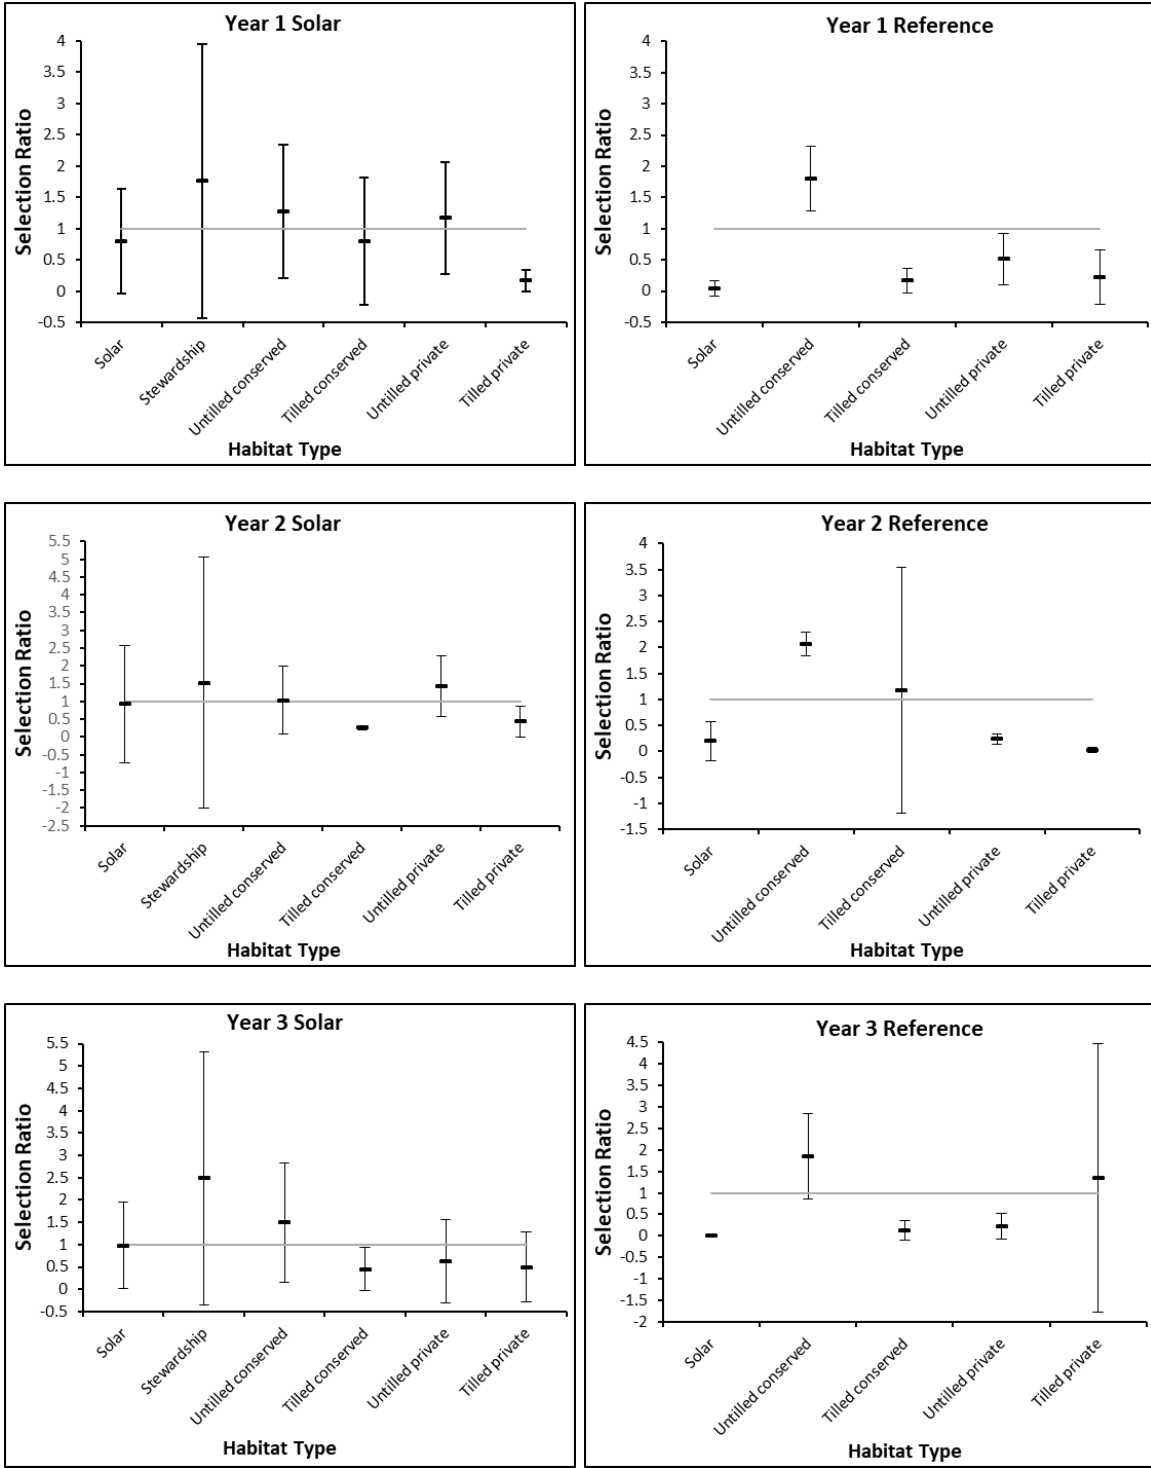 Year 1 Solar
Selection Ratio
4
3.5
3
2.5
2
1.5
1
0.5
0
-0.5
Solar
Stewardship
Untilled conserved
Tilled conserved
Untilled private
Tilled private
Habitat Type
Year 1 Reference
Selection Ratio
4
3.5
3
2.5
2
1.5
1
0.5
0
-0.5
Solar
Untilled conserved
Tilled conserved
Untilled private
Tilled private
Habitat Type
Year 2 Solar
Selection Ratio
5.5
5
4.5
4
3.5
3
2.5
2
1.5
1
0.5
0
-0.5
-1
-1.5
-2
-2.5
Solar
Stewardship
Untilled conserved
Tilled conserved
Untilled private
Tilled private
Habitat Type
Year 2 Reference
Selection Ratio
4
3.5
3
2.5
2
1.5
1
0.5
0
-0.5
-1
-1.5
Solar
Untilled conserved
Tilled conserved
Untilled private
Tilled private
Habitat Type
Year 3 Solar
Selection Ratio
5.5
5
4.5
4
3.5
3
2.5
2
1.5
1
0.5
0
-0.5
Solar
Stewardship
Untilled conserved
Tilled conserved
Untilled private
Tilled private
Habitat Type
Year 3 Reference
Selection Ratio
4.5
4
3.5
3
2.5
2
1.5
1
0.5
0
-0.5
-1
-1.5
-2
Solar
Untilled conserved
Tilled conserved
Untilled private
Tilled private
Habitat Type